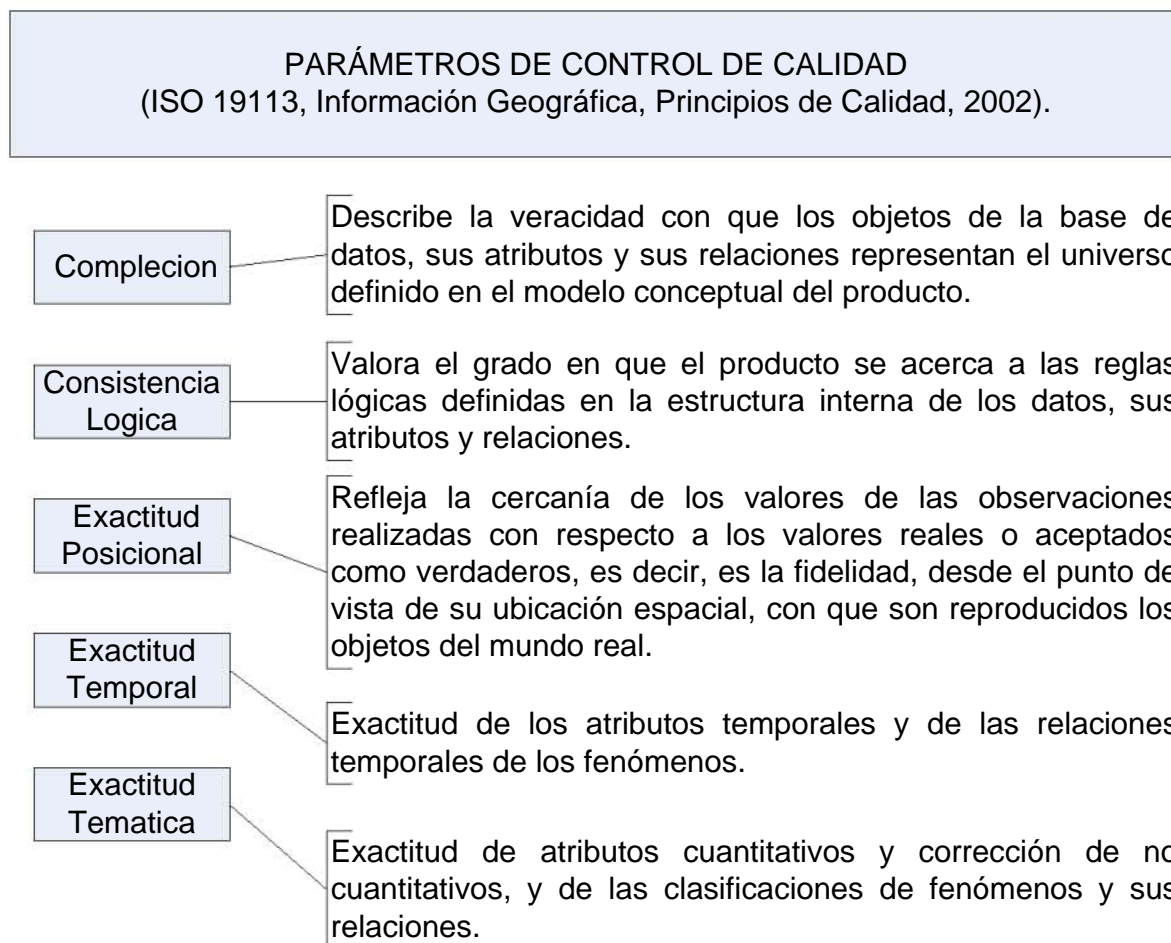 PARÁMETROS DE CONTROL DE CALIDAD
(ISO 19113, Información Geográfica, Principios de Calidad, 2002).
Complecion
Describe la veracidad con que los objetos de la base de
datos, sus atributos y sus relaciones representan el universo
definido en el modelo conceptual del producto.
Consistencia
Logica
Valora el grado en que el producto se acerca a las reglas
lógicas definidas en la estructura interna de los datos, sus
atributos y relaciones.
Exactitud
Posicional
Refleja la cercanía de los valores de las observaciones
realizadas con respecto a los valores reales o aceptados
como verdaderos, es decir, es la fidelidad, desde el punto de
vista de su ubicación espacial, con que son reproducidos los
objetos del mundo real.
Exactitud
Temporal
Exactitud de los atributos temporales y de las relaciones
temporales de los fenómenos.
Exactitud
Tematica
Exactitud de atributos cuantitativos y corrección de no
cuantitativos, y de las clasificaciones de fenómenos y sus
relaciones.